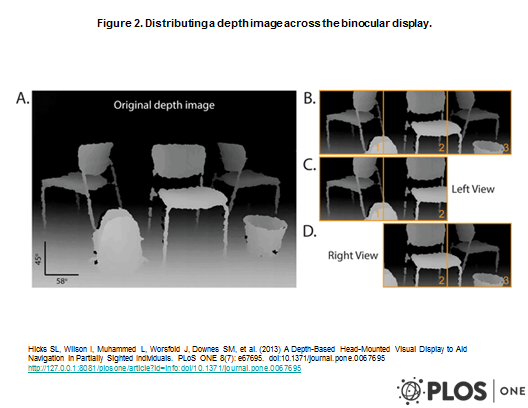 Figure 2. Distributing a depth image across the binocular display.
A.
Original depth image
45°
58°
B.
1
2
3
C.
1
2
Left View
D.
Right View
2
3
Hicks SL, Wilson I, Muhammed L, Worsfold J, Downes SM, et al. (2013) A Depth-Based Head-Mounted Visual Display to Aid
Navigation in Partially Sighted Individuals. PLoS ONE 8(7): e67695. doi:10.1371/journal.pone.0067695
http://127.0.0.1:8081/plosone/article?id=info:doi/10.1371/journal.pone.0067695
PLOS | ONE